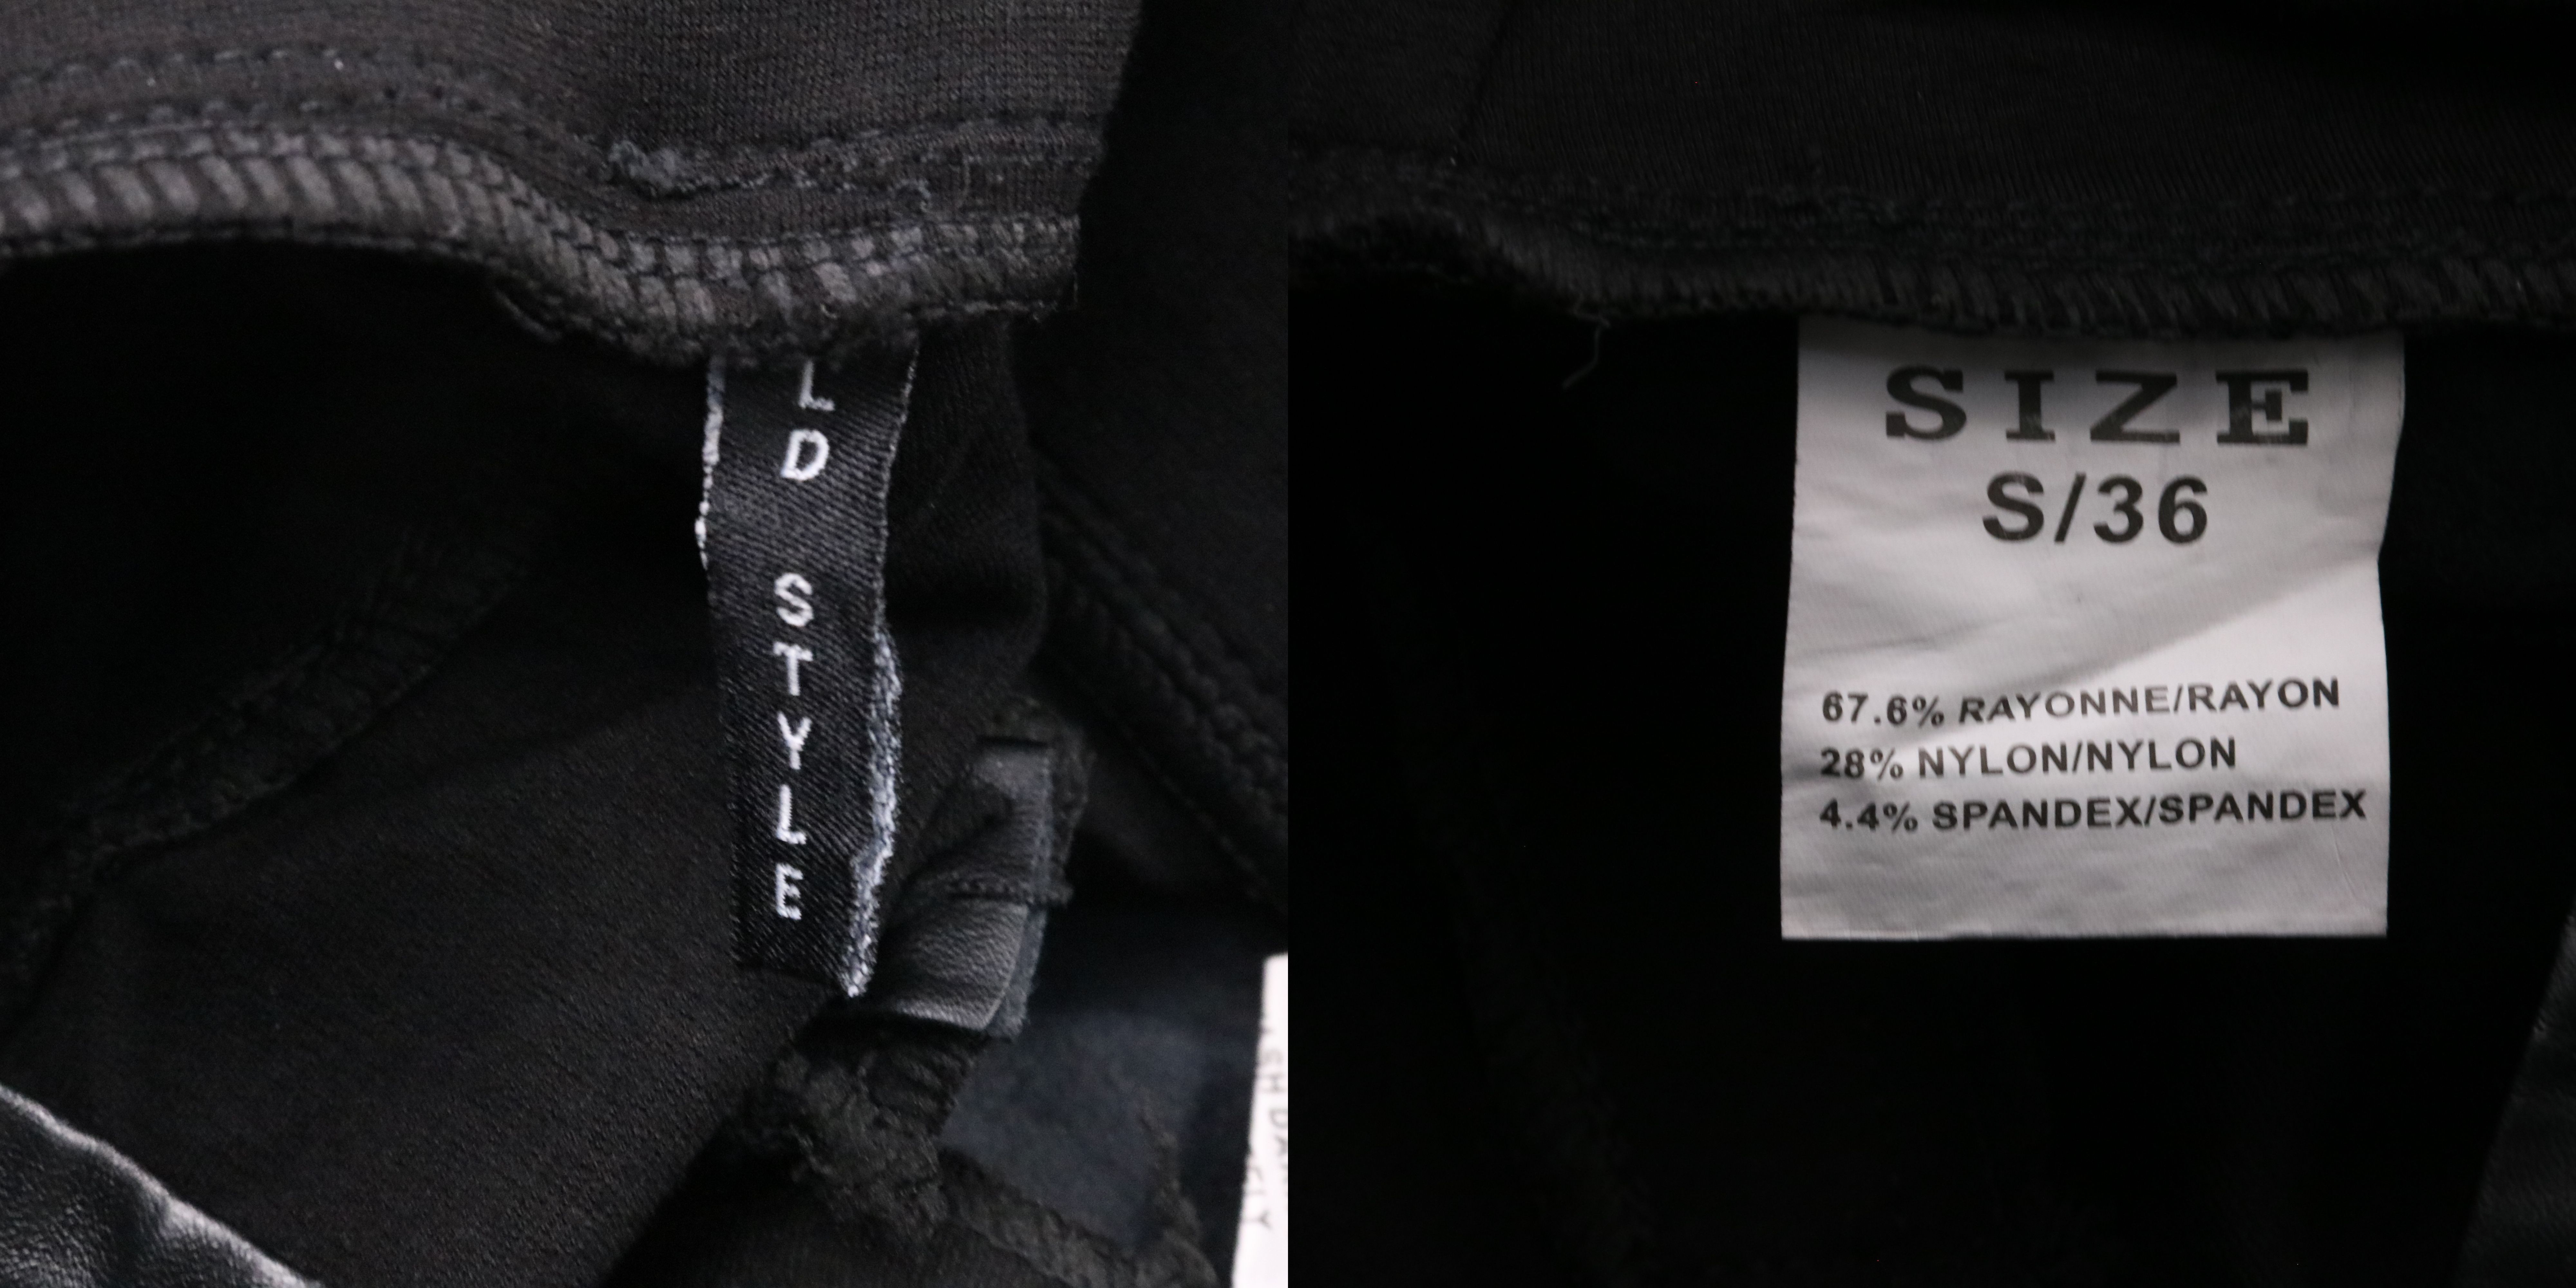 LD STYLE
SIZE
S/36
67.6% RAYONNE/RAYON
28% NYLON/NYLON
4.4% SPANDEX/SPANDEX